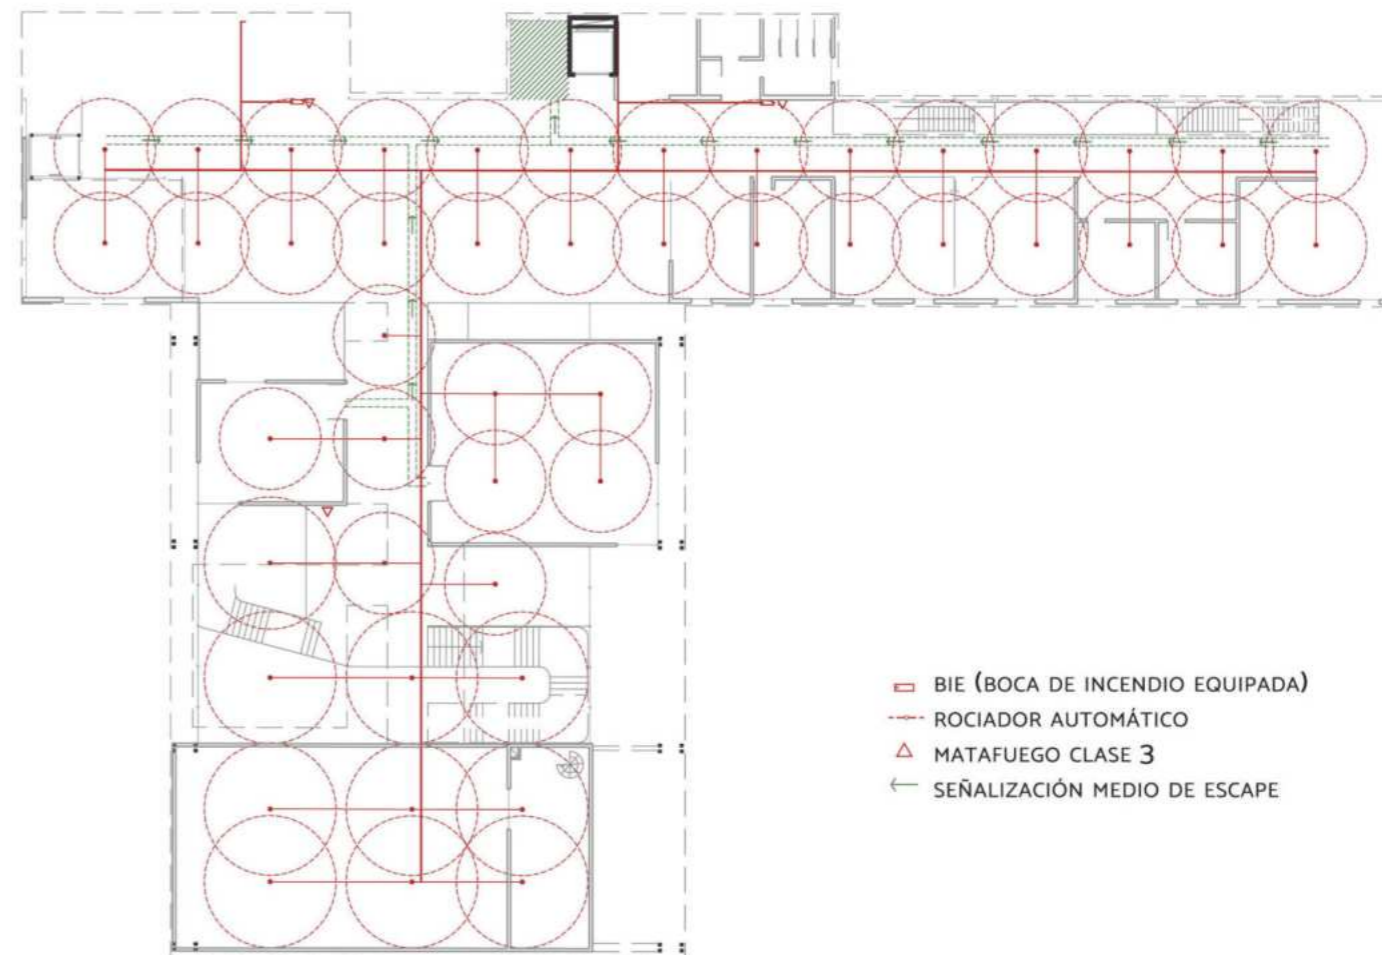 BIE (BOCA DE INCENDIO EQUIPADA)
ROCIADOR AUTOMÁTICO
MATAFUEGO CLASE 3
SEÑALIZACIÓN MEDIO DE ESCAPE